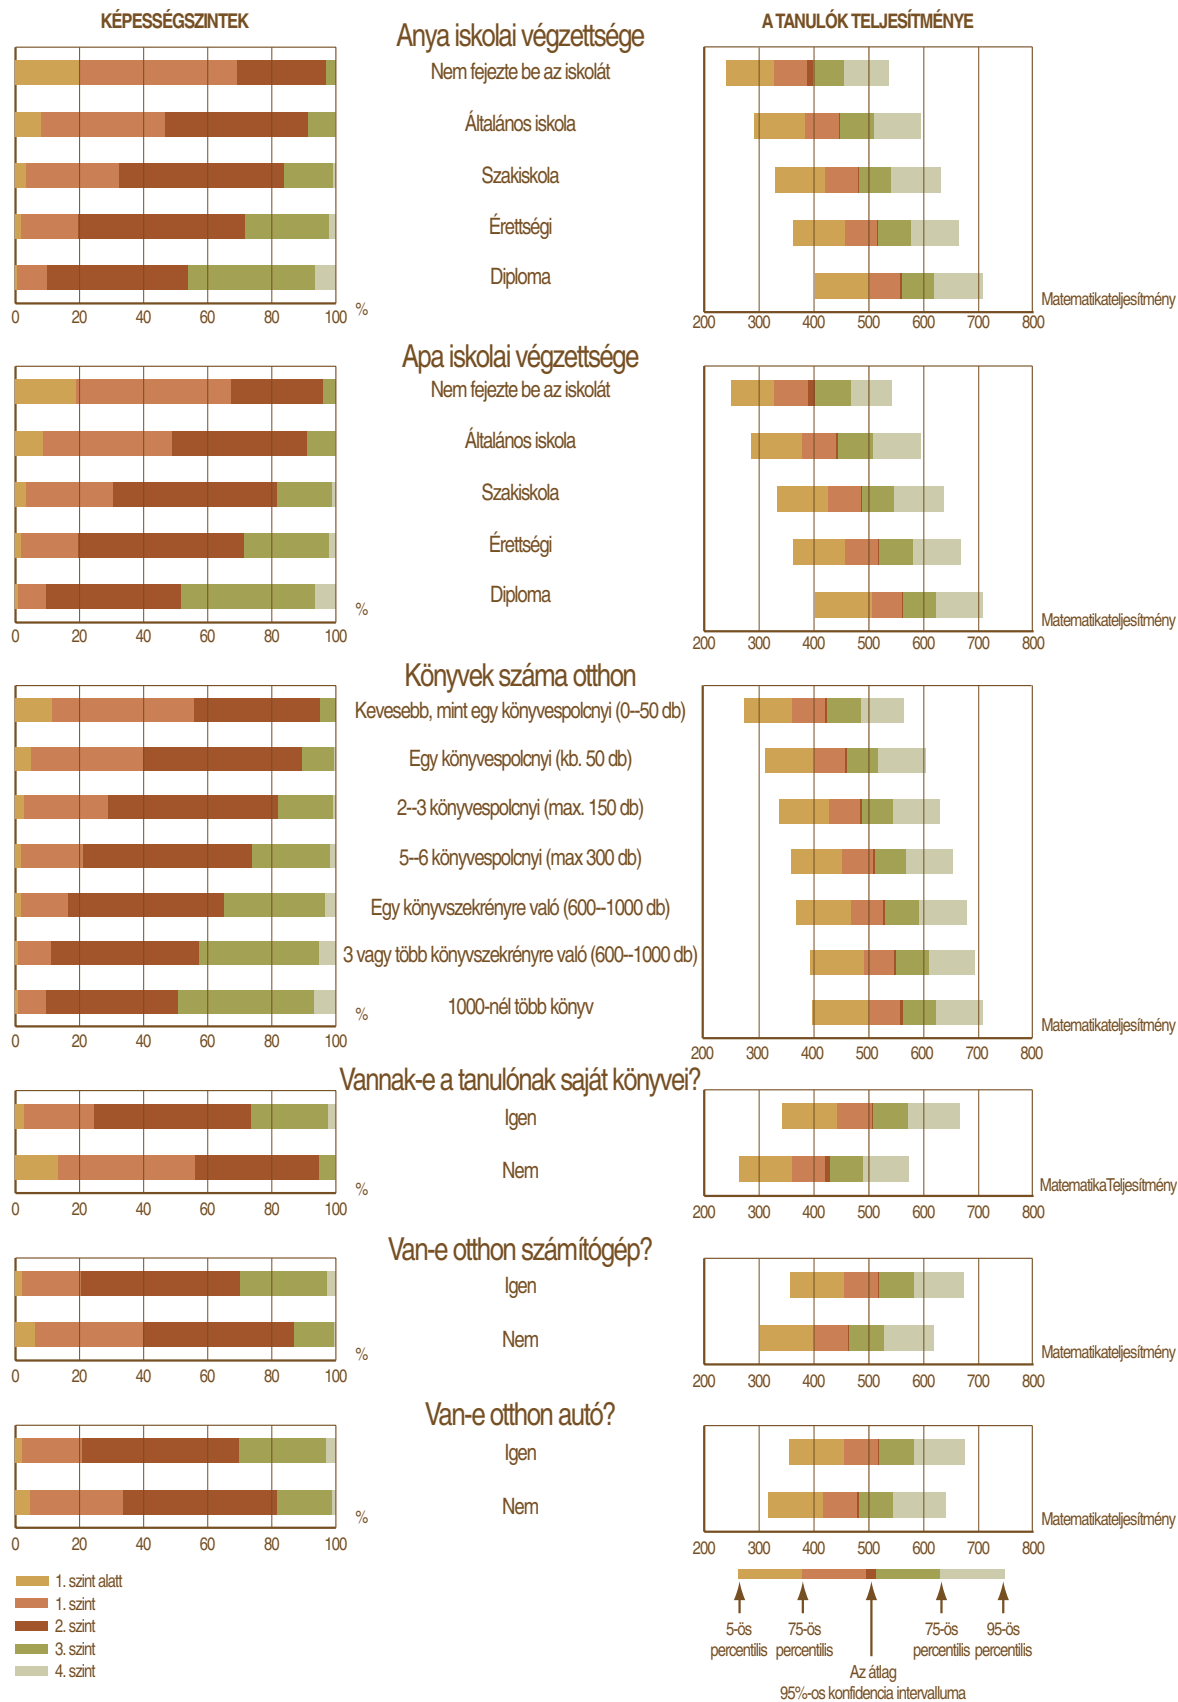 KÉPESSÉGSZINTEK
A TANULÓK TELJESÍTMÉNYE
Anya iskolai végzettsége
Nem fejezte be az iskolát
Általános iskola
Szakiskola
Érettségi
Diploma
%
0 20 40 60 80 100
Matematikateljesítmény
200 300 400 500 600 700 800
Apa iskolai végzettsége
Nem fejezte be az iskolát
Általános iskola
Szakiskola
Érettségi
Diploma
%
0 20 40 60 80 100
Matematikateljesítmény
200 300 400 500 600 700 800
Könyvek száma otthon
Kevesebb, mint egy könyvespolcnyi (0--50 db)
Egy könyvespolcnyi (kb. 50 db)
2--3 könyvespolcnyi (max. 150 db)
5--6 könyvespolcnyi (max 300 db)
Egy könyvszekrényre való (600--1000 db)
3 vagy több könyvszekrényre való (600--1000 db)
1000-nél több könyv
%
0 20 40 60 80 100
Matematikateljesítmény
200 300 400 500 600 700 800
Vannak-e a tanulónak saját könyvei?
Igen
Nem
%
0 20 40 60 80 100
MatematikaTeljesítmény
200 300 400 500 600 700 800
Van-e otthon számítógép?
Igen
Nem
%
0 20 40 60 80 100
Matematikateljesítmény
200 300 400 500 600 700 800
Van-e otthon autó?
Igen
Nem
%
0 20 40 60 80 100
Matematikateljesítmény
200 300 400 500 600 700 800
1. szint alatt
1. szint
2. szint
3. szint
4. szint
5-ös percentilis
75-ös percentilis
75-ös percentilis
95-ös percentilis
Az átlag
95%-os konfidencia intervalluma